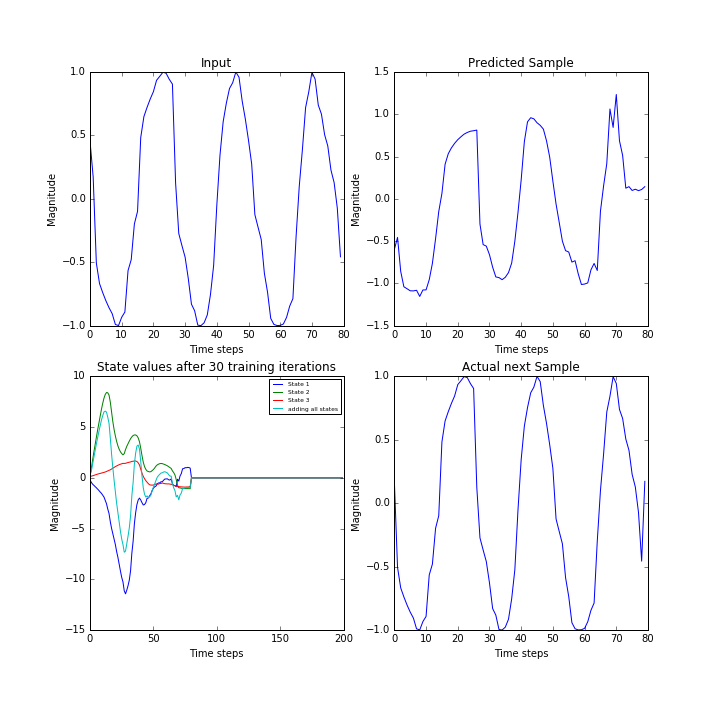 Input
1.0
0.5
0.0
−0.5
−1.0
Magnitude
0 10 20 30 40 50 60 70 80
Time steps
Predicted Sample
1.5
1.0
0.5
0.0
−0.5
−1.0
−1.5
Magnitude
0 10 20 30 40 50 60 70 80
Time steps
State values after 30 training iterations
10
5
0
−5
−10
−15
Magnitude
State 1
State 2
State 3
adding all states
0 50 100 150 200
Time steps
Actual next Sample
1.0
0.5
0.0
−0.5
−1.0
Magnitude
0 10 20 30 40 50 60 70 80
Time steps